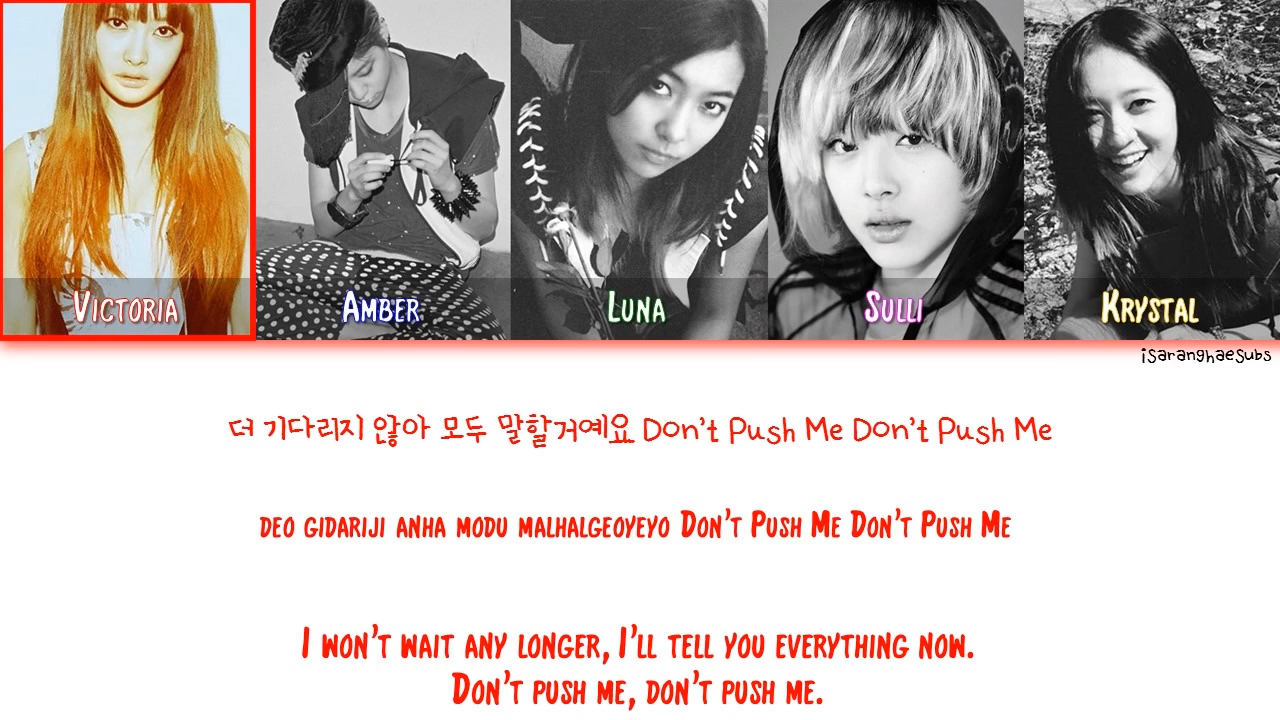 Victoria
Amber
Luna
Sulli
Krystal
iSaranghaeSubs
더 기다리지 않아 모두 말할거예요 Don't Push Me Don't Push Me
deo gidariji anha modu malhalgeoyeyo Don't Push Me Don't Push Me
I won't wait any longer, I'll tell you everything now.
Don't push me, don't push me.